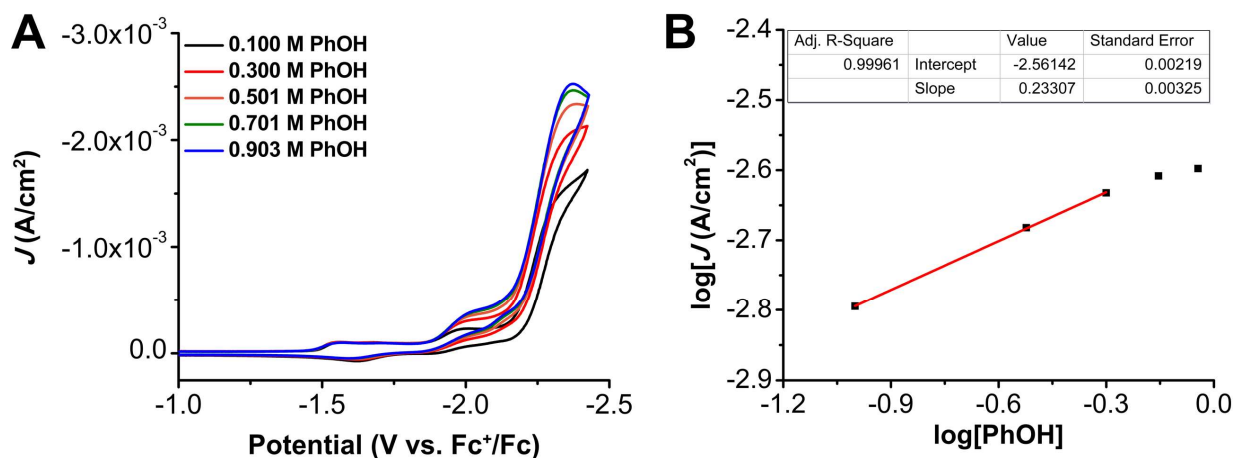 A
-3.0x10⁻³
-2.0x10⁻³
-1.0x10⁻³
0.0
J (A/cm²)
0.100 M PhOH
0.300 M PhOH
0.501 M PhOH
0.701 M PhOH
0.903 M PhOH
-1.0 -1.5 -2.0 -2.5
Potential (V vs. Fc⁺/Fc)
B
-2.4
-2.5
-2.6
-2.7
-2.8
-2.9
log[J (A/cm²)]
Adj. R-Square Value Standard Error
0.99961 Intercept -2.56142 0.00219
Slope 0.23307 0.00325
-1.2 -0.9 -0.6 -0.3 0.0
log[PhOH]